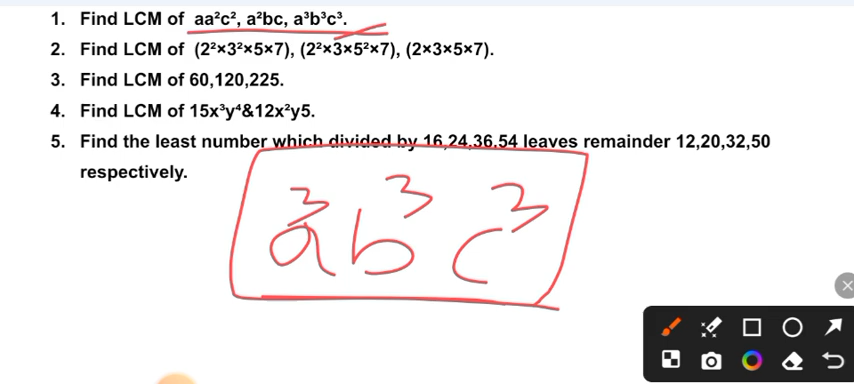 1. Find LCM of aa²c², a²bc, a³b³c³.
2. Find LCM of (2²×3²×5×7), (2²×3×5²×7), (2×3×5×7).
3. Find LCM of 60,120,225.
4. Find LCM of 15x³y⁴&12x²y5.
5. Find the least number which divided by 16,24,36,54 leaves remainder 12,20,32,50
respectively.
a³b³c³